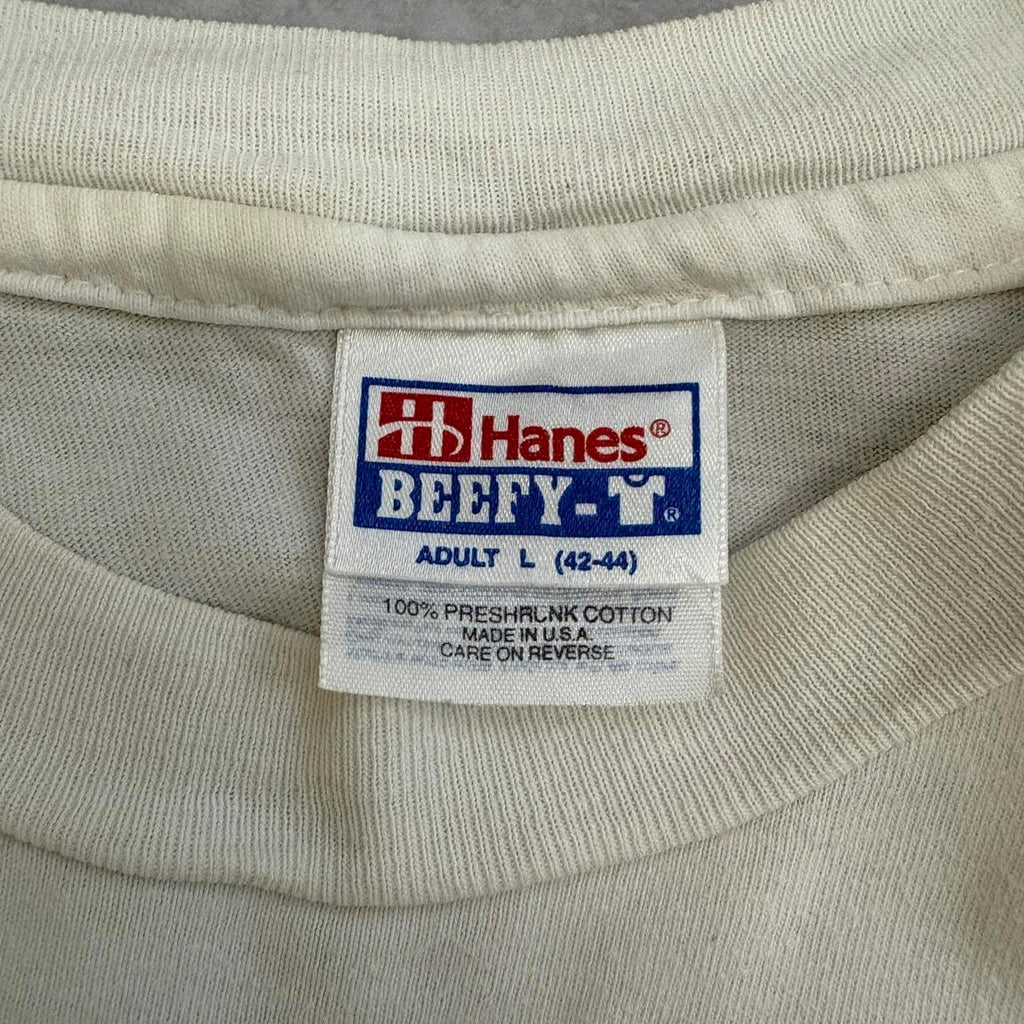 Hanes®
BEEFY-T®
ADULT L (42-44)
100% PRESHRUNK COTTON
MADE IN U.S.A.
CARE ON REVERSE